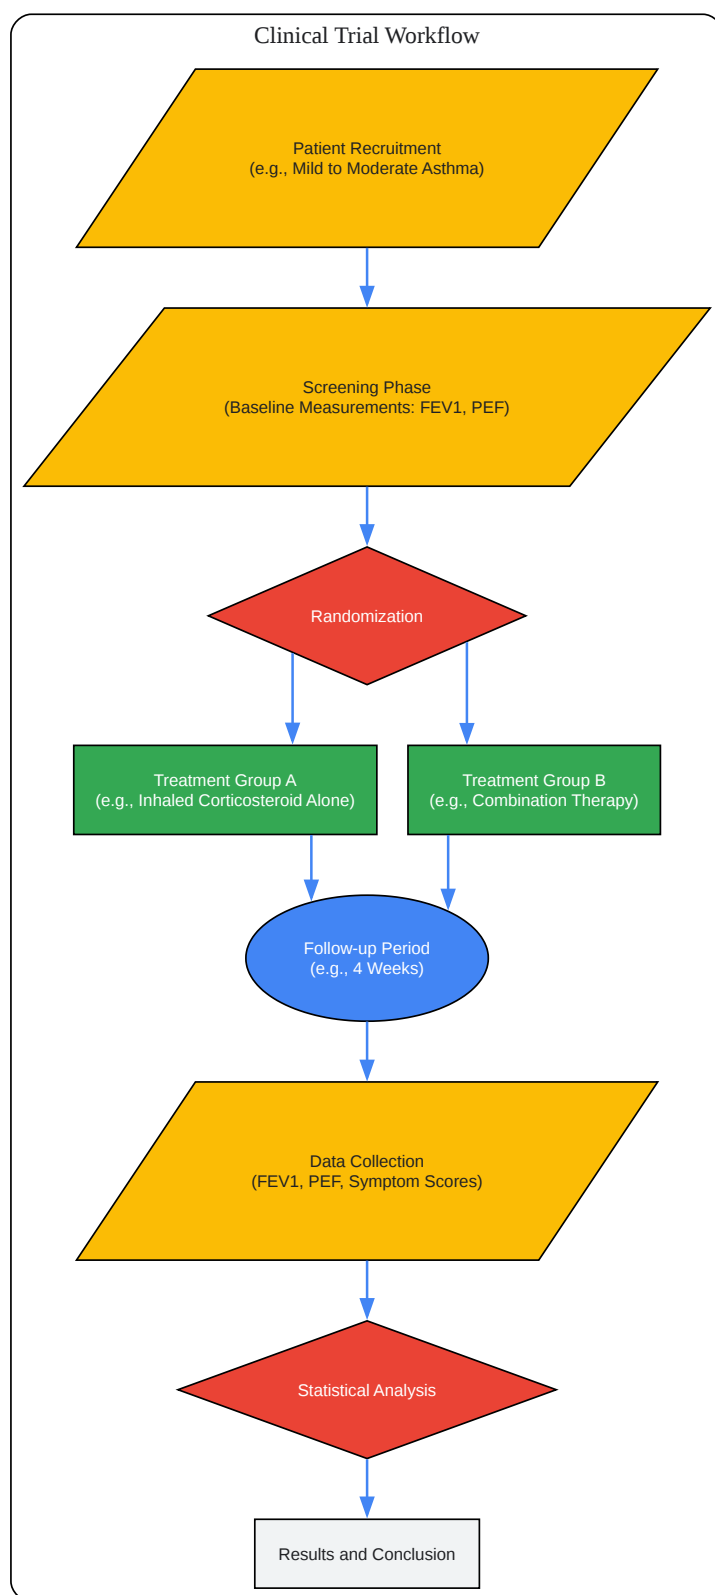 Clinical Trial Workflow
Patient Recruitment
(e.g., Mild to Moderate Asthma)
Screening Phase
(Baseline Measurements: FEV1, PEF)
Randomization
Treatment Group A
(e.g., Inhaled Corticosteroid Alone)
Treatment Group B
(e.g., Combination Therapy)
Follow-up Period
(e.g., 4 Weeks)
Data Collection
(FEV1, PEF, Symptom Scores)
Statistical Analysis
Results and Conclusion